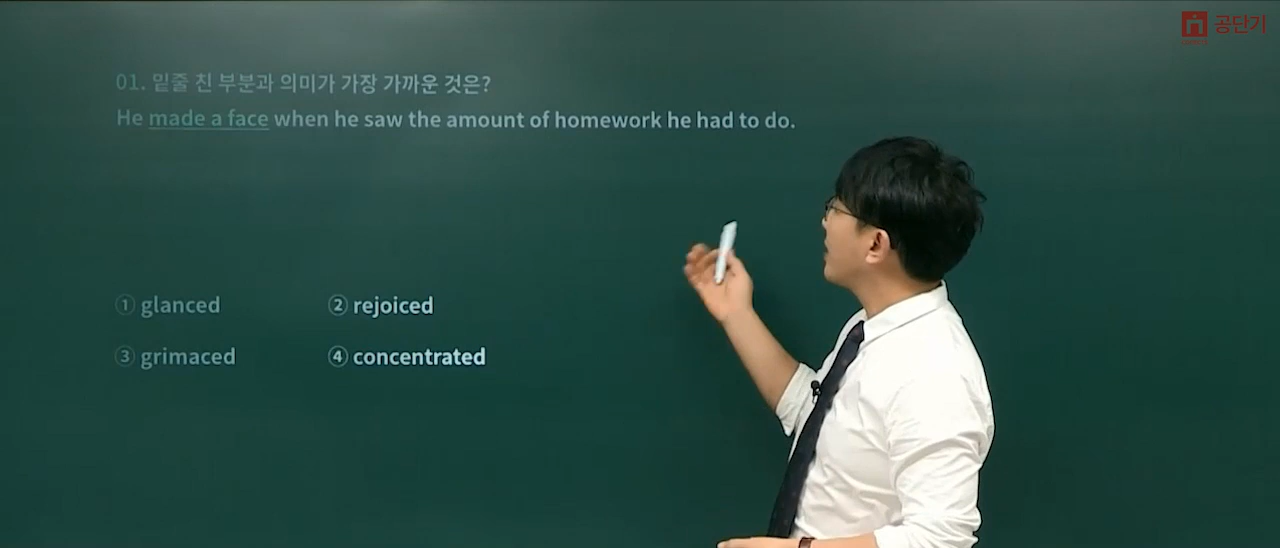 공단기
01. 밑줄 친 부분과 의미가 가장 가까운 것은?
He made a face when he saw the amount of homework he had to do.
① glanced ② rejoiced
③ grimaced ④ concentrated